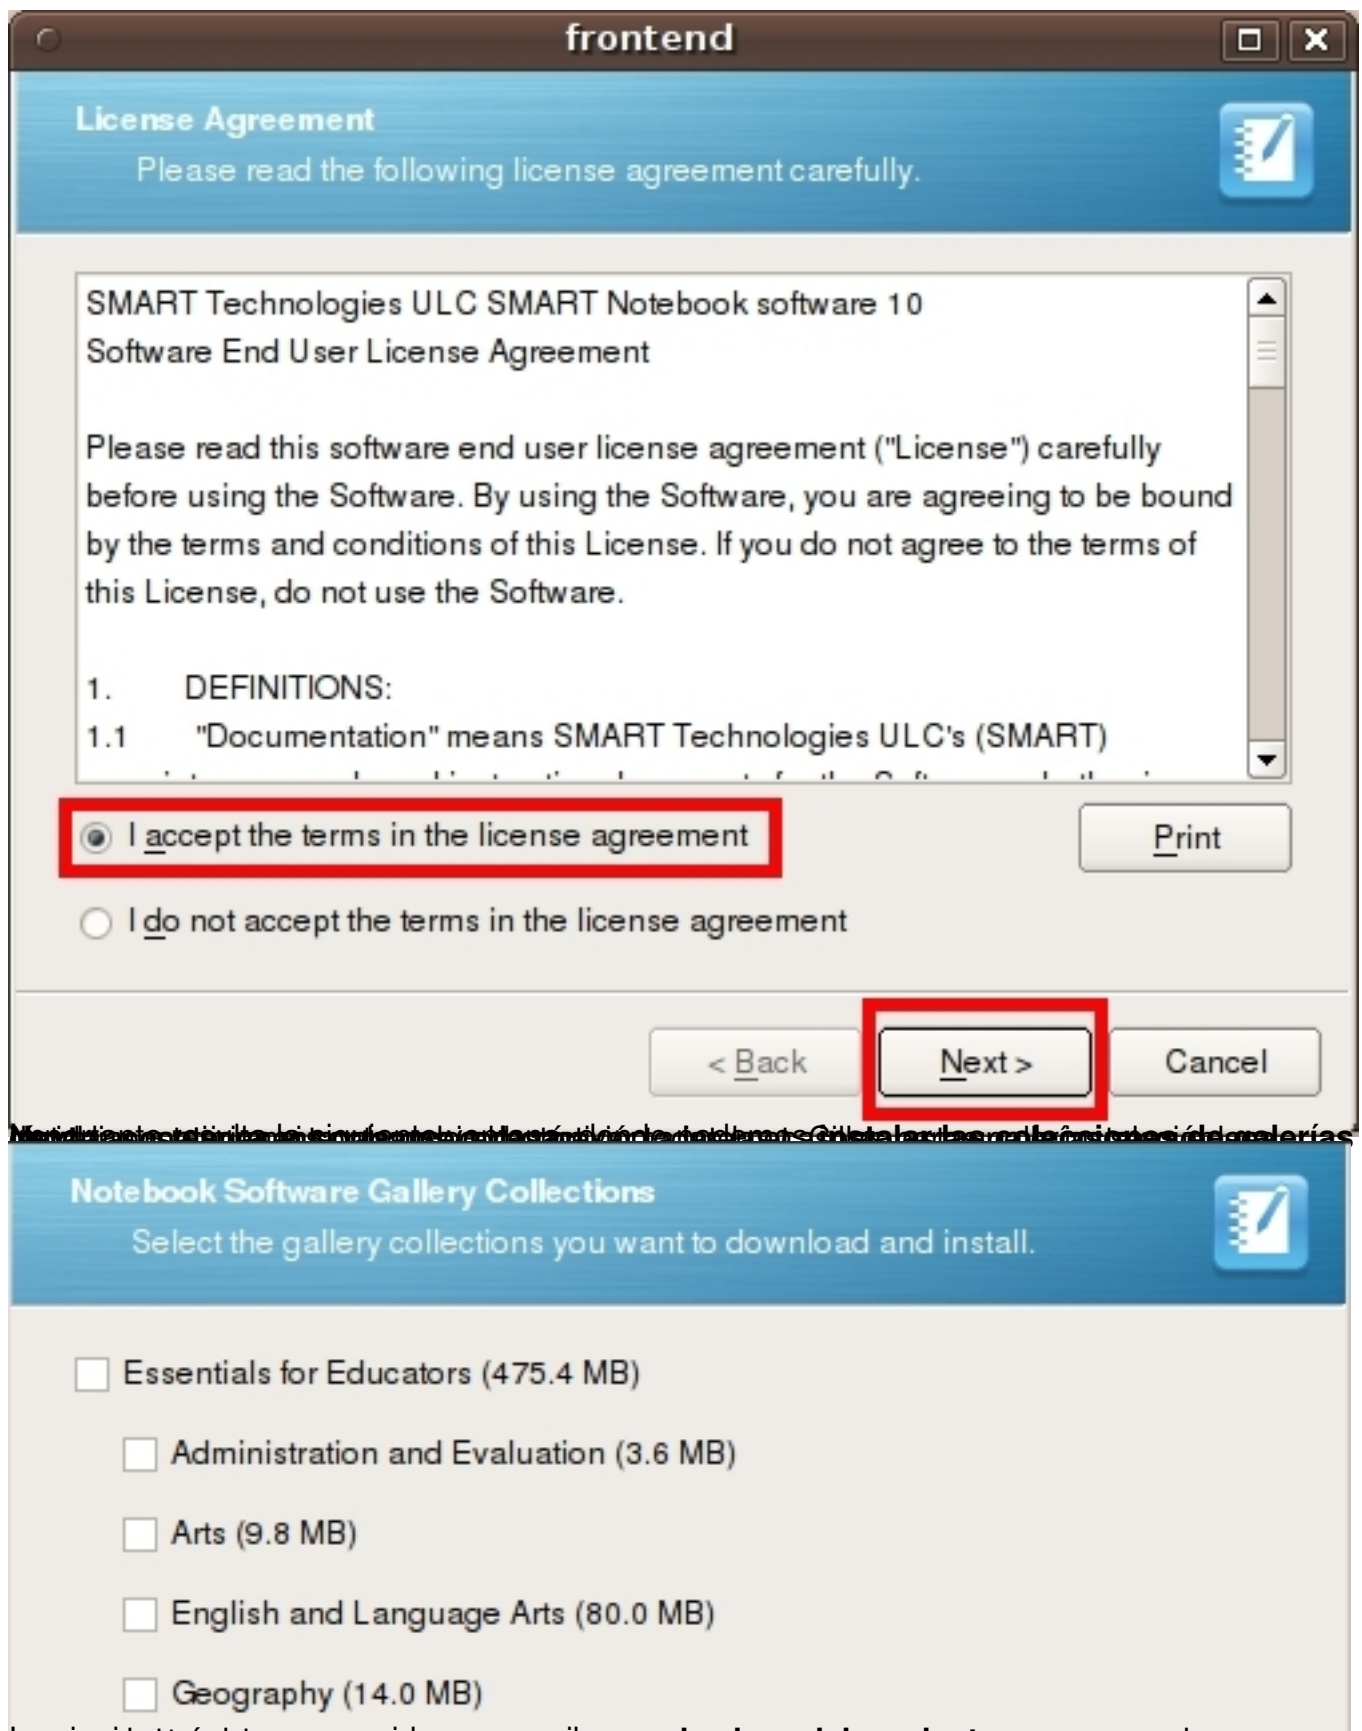 frontend
License Agreement
Please read the following license agreement carefully.
SMART Technologies ULC SMART Notebook software 10
Software End User License Agreement
Please read this software end user license agreement ("License") carefully
before using the Software. By using the Software, you are agreeing to be bound
by the terms and conditions of this License. If you do not agree to the terms of
this License, do not use the Software.
1. DEFINITIONS:
1.1 "Documentation" means SMART Technologies ULC's (SMART)
I accept the terms in the license agreement
Print
I do not accept the terms in the license agreement
< Back
Next >
Cancel
instalar las colecciones de galerías
Notebook Software Gallery Collections
Select the gallery collections you want to download and install.
Essentials for Educators (475.4 MB)
Administration and Evaluation (3.6 MB)
Arts (9.8 MB)
English and Language Arts (80.0 MB)
Geography (14.0 MB)